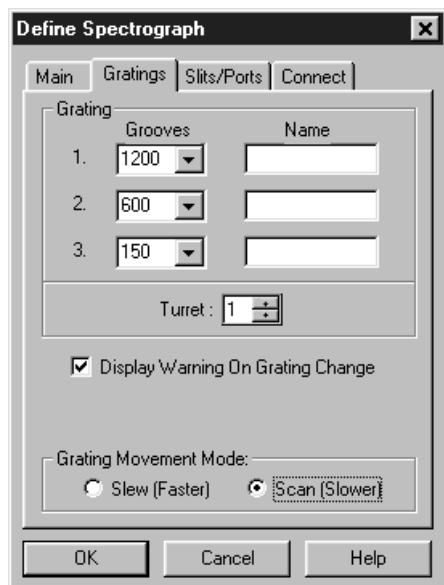 Define Spectrograph
Main Gratings Slits/Ports Connect
Grating
Grooves Name
1. 1200
2. 600
3. 150
Turret : 1
Display Warning On Grating Change
Grating Movement Mode:
Slew (Faster) Scan (Slower)
OK Cancel Help